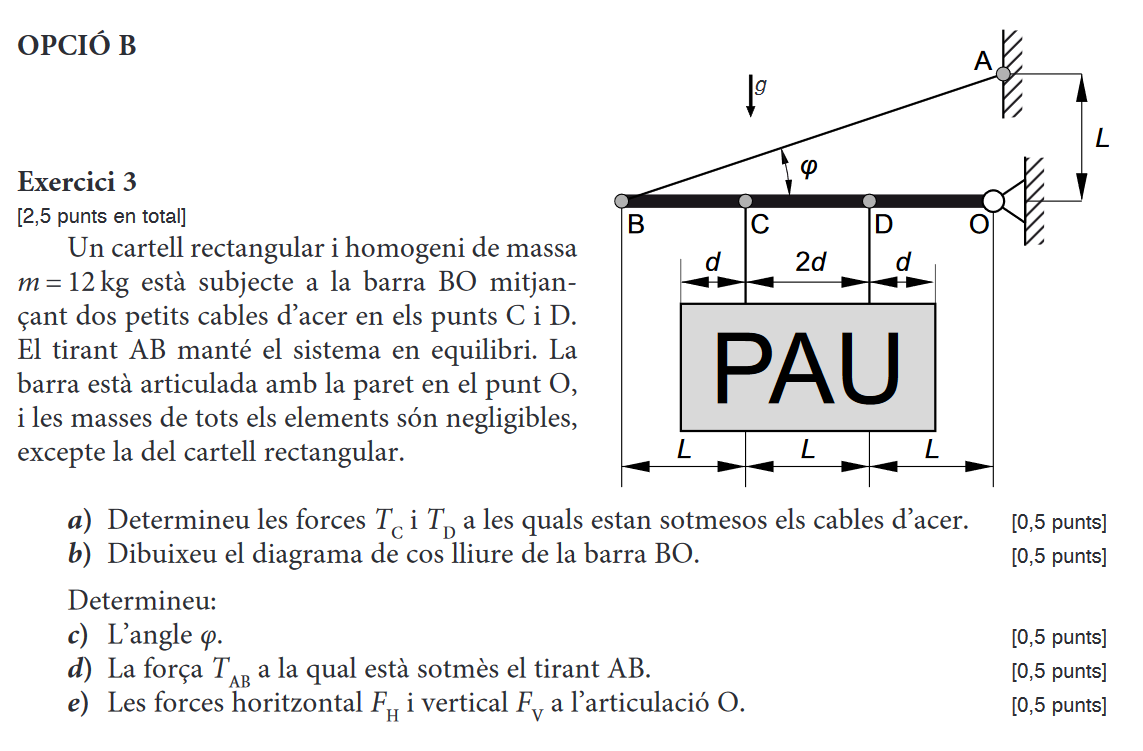 OPCIÓ B
Exercici 3
[2,5 punts en total]
Un cartell rectangular i homogeni de massa
m = 12 kg està subjecte a la barra BO mitjan-
çant dos petits cables d’acer en els punts C i D.
El tirant AB manté el sistema en equilibri. La
barra està articulada amb la paret en el punt O,
i les masses de tots els elements són negligibles,
excepte la del cartell rectangular.
A
g
L
φ
B C D O
d 2d d
PAU
L L L
a) Determineu les forces T_C i T_D a les quals estan sotmesos els cables d’acer. [0,5 punts]
b) Dibuixeu el diagrama de cos lliure de la barra BO. [0,5 punts]
Determineu:
c) L’angle φ. [0,5 punts]
d) La força T_AB a la qual està sotmès el tirant AB. [0,5 punts]
e) Les forces horitzontal F_H i vertical F_V a l’articulació O. [0,5 punts]